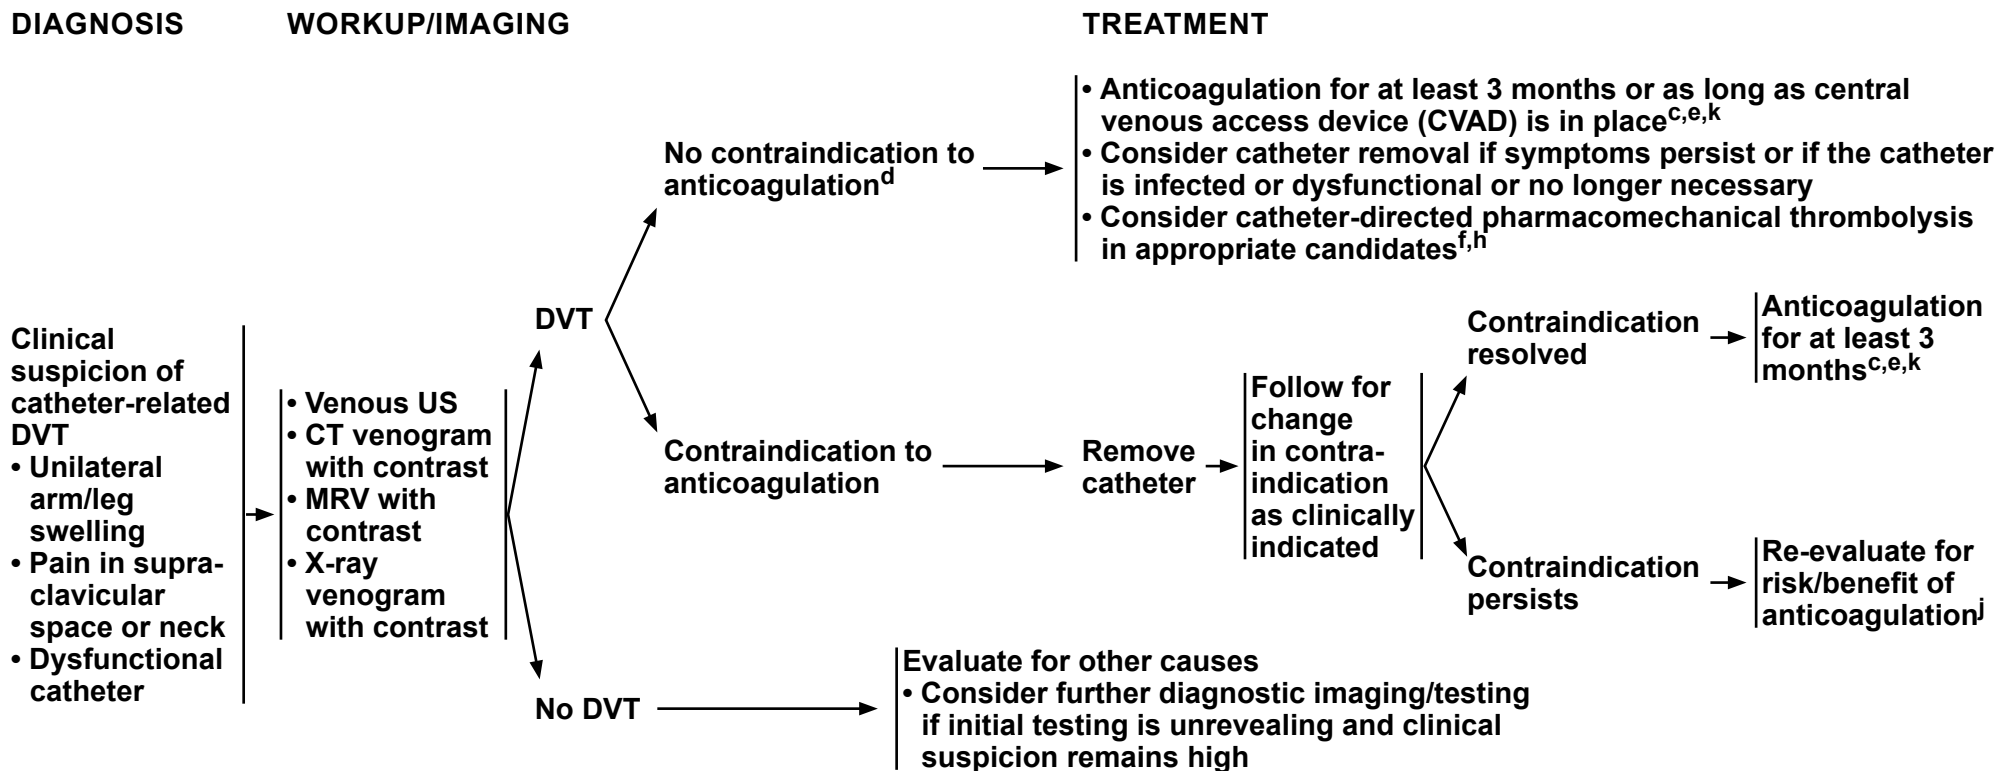 DIAGNOSIS
WORKUP/IMAGING
TREATMENT
Clinical
suspicion of
catheter-related
DVT
• Unilateral
arm/leg
swelling
• Pain in supra-
clavicular
space or neck
• Dysfunctional
catheter
• Venous US
• CT venogram
with contrast
• MRV with
contrast
• X-ray
venogram
with contrast
DVT
No contraindication to
anticoagulationd
• Anticoagulation for at least 3 months or as long as central
venous access device (CVAD) is in placec,e,k
• Consider catheter removal if symptoms persist or if the catheter
is infected or dysfunctional or no longer necessary
• Consider catheter-directed pharmacomechanical thrombolysis
in appropriate candidatesf,h
Contraindication to
anticoagulation
Remove
catheter
Follow for
change
in contra-
indication
as clinically
indicated
Contraindication
resolved
Anticoagulation
for at least 3
monthsc,e,k
Contraindication
persists
Re-evaluate for
risk/benefit of
anticoagulationj
No DVT
Evaluate for other causes
• Consider further diagnostic imaging/testing
if initial testing is unrevealing and clinical
suspicion remains high